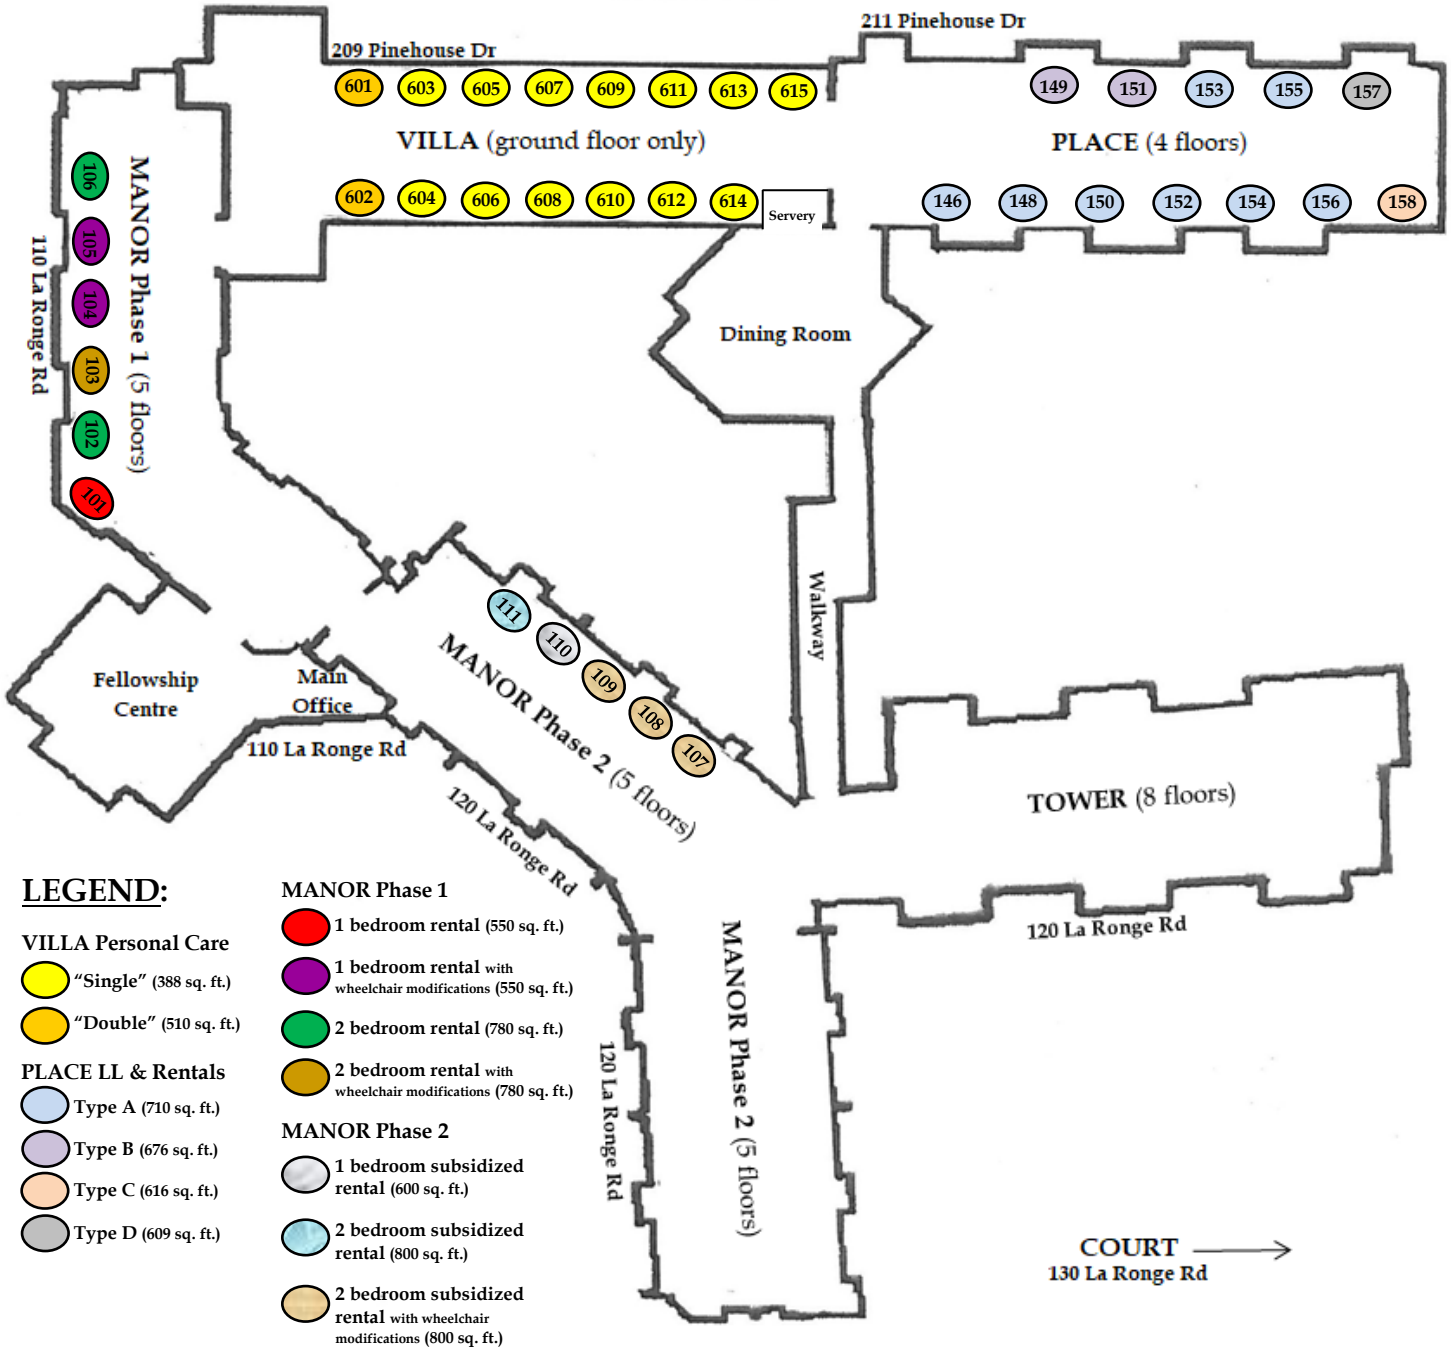 209 Pinehouse Dr
211 Pinehouse Dr
601 603 605 607 609 611 613 615
149 151 153 155 157
VILLA (ground floor only)
PLACE (4 floors)
602 604 606 608 610 612 614
Servery
146 148 150 152 154 156 158
106
105
104
103
102
101
MANOR Phase 1 (5 floors)
110 La Ronge Rd
Dining Room
Walkway
111
110
109
108
107
MANOR Phase 2 (5 floors)
Fellowship
Centre
Main
Office
110 La Ronge Rd
120 La Ronge Rd
TOWER (8 floors)
120 La Ronge Rd
MANOR Phase 2 (5 floors)
120 La Ronge Rd
COURT
130 La Ronge Rd
LEGEND:
VILLA Personal Care
“Single” (388 sq. ft.)
“Double” (510 sq. ft.)
PLACE LL & Rentals
Type A (710 sq. ft.)
Type B (676 sq. ft.)
Type C (616 sq. ft.)
Type D (609 sq. ft.)
MANOR Phase 1
1 bedroom rental (550 sq. ft.)
1 bedroom rental with
wheelchair modifications (550 sq. ft.)
2 bedroom rental (780 sq. ft.)
2 bedroom rental with
wheelchair modifications (780 sq. ft.)
MANOR Phase 2
1 bedroom subsidized
rental (600 sq. ft.)
2 bedroom subsidized
rental (800 sq. ft.)
2 bedroom subsidized
rental with wheelchair
modifications (800 sq. ft.)